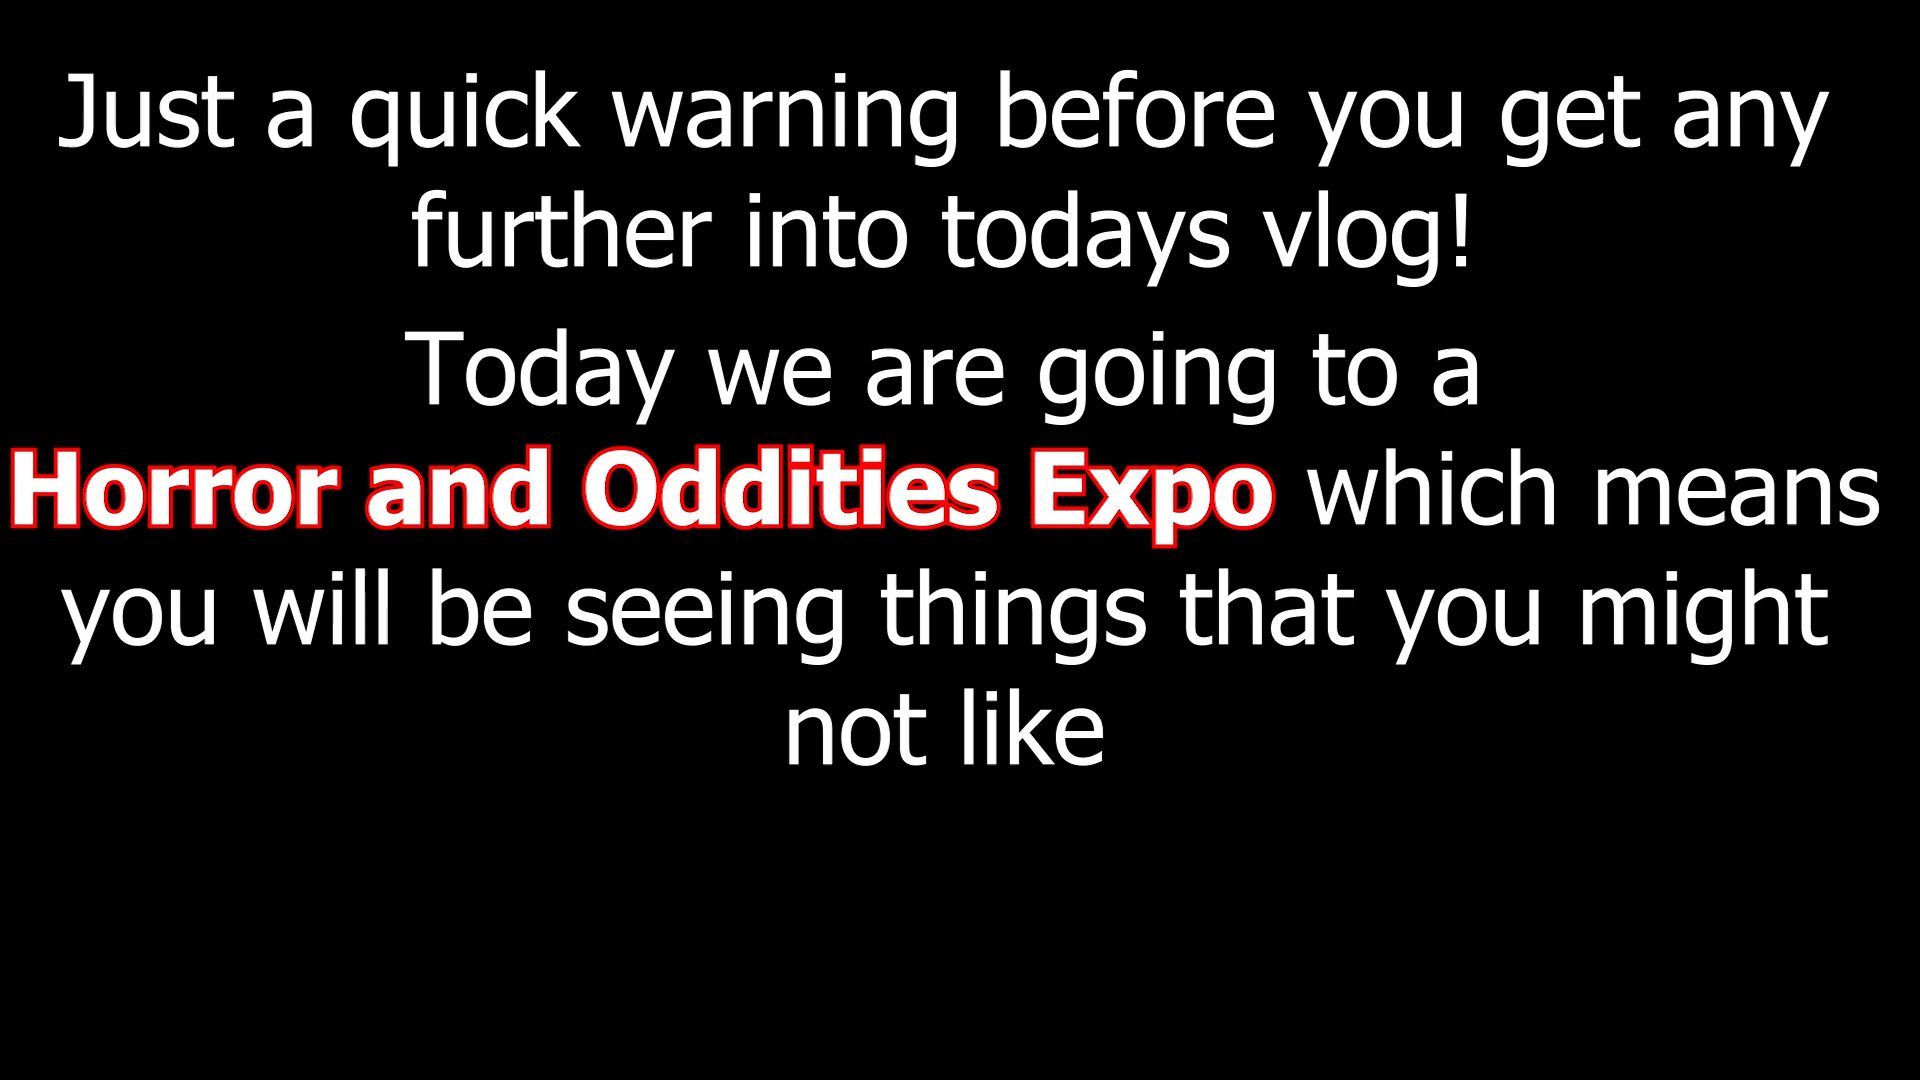 Just a quick warning before you get any
further into todays vlog!
Today we are going to a
Horror and Oddities Expo which means
you will be seeing things that you might
not like